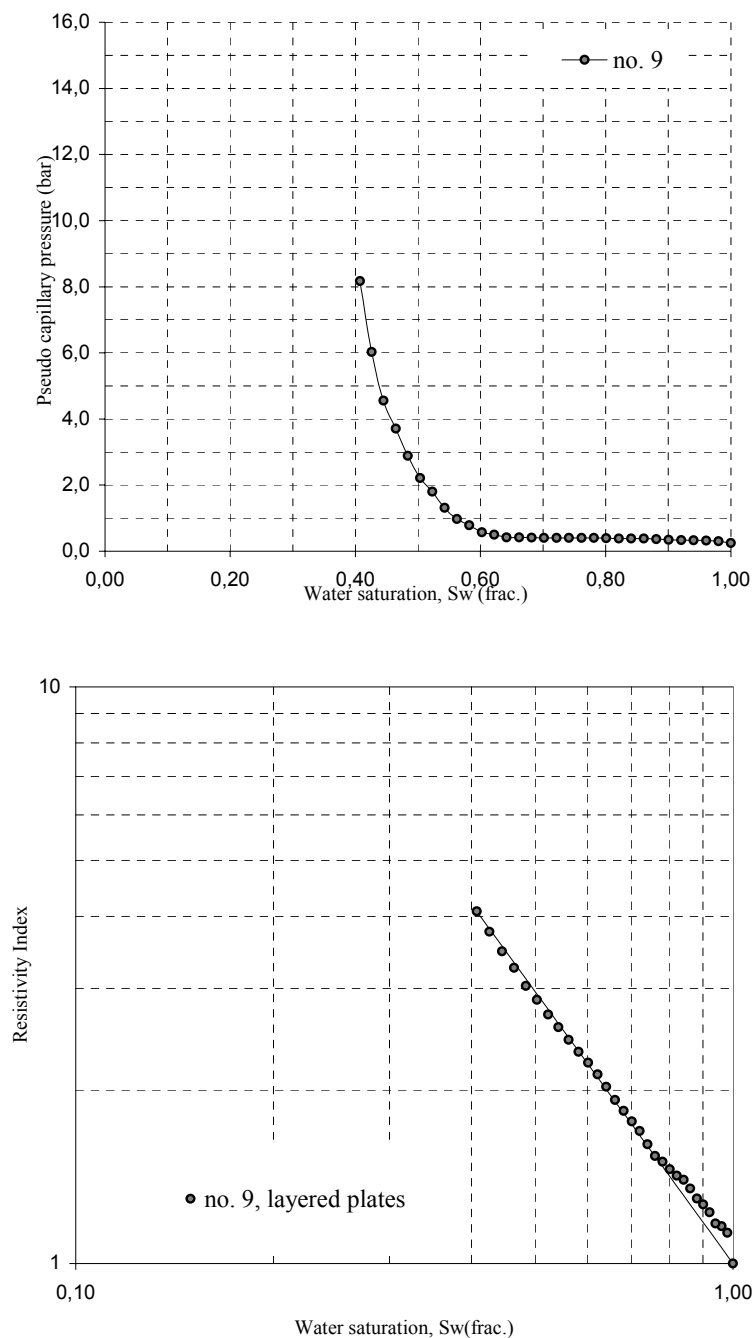 16,0
no. 9
14,0
12,0
10,0
8,0
6,0
4,0
2,0
0,0
Pseudo capillary pressure (bar)
0,00 0,20 0,40 0,60 0,80 1,00
Water saturation, Sw (frac.)
10
Resistivity Index
no. 9, layered plates
1
0,10 1,00
Water saturation, Sw(frac.)